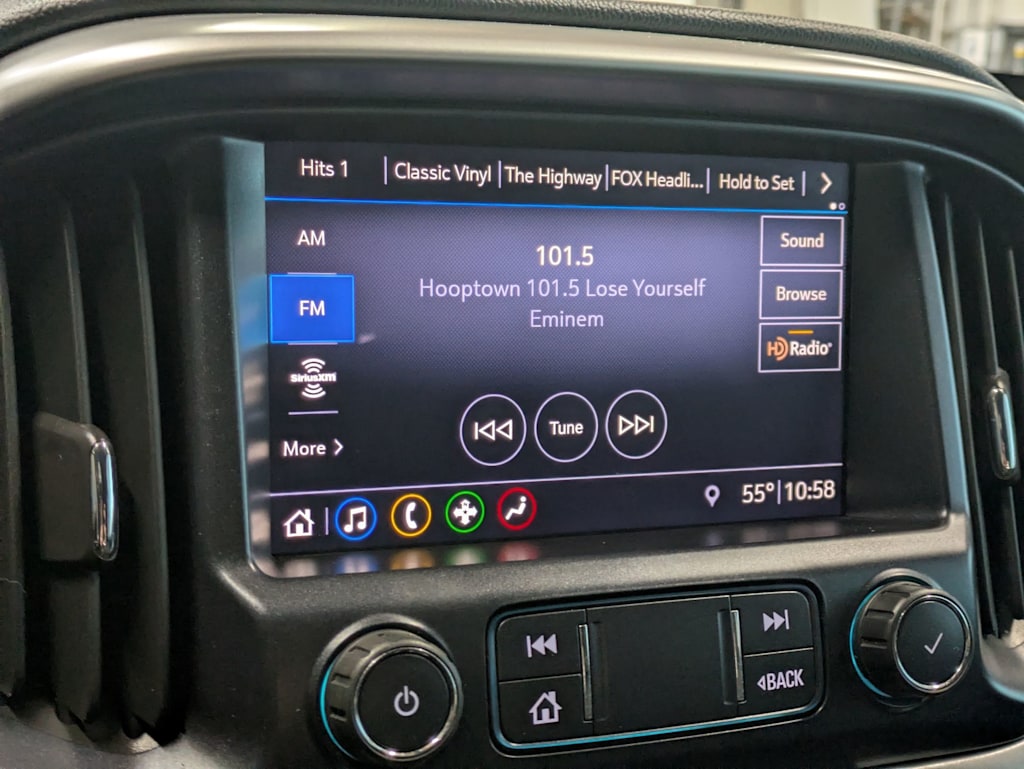 Hits 1 | Classic Vinyl | The Highway | FOX Headli... | Hold to Set |
AM
FM
SiriusXM
More
101.5
Hooptown 101.5 Lose Yourself
Eminem
Sound
Browse
HD Radio®
Tune
55° | 10:58
BACK